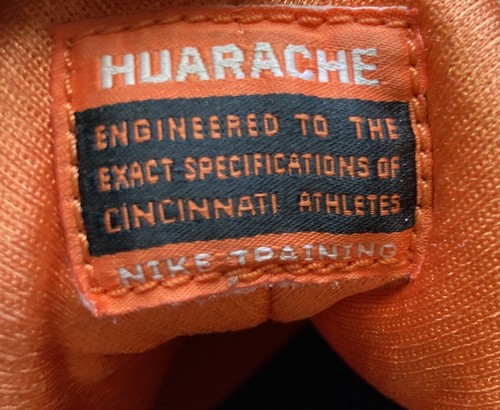 HUARACHE
ENGINEERED TO THE
EXACT SPECIFICATIONS OF
CINCINNATI ATHLETES
NIKE TRAINING